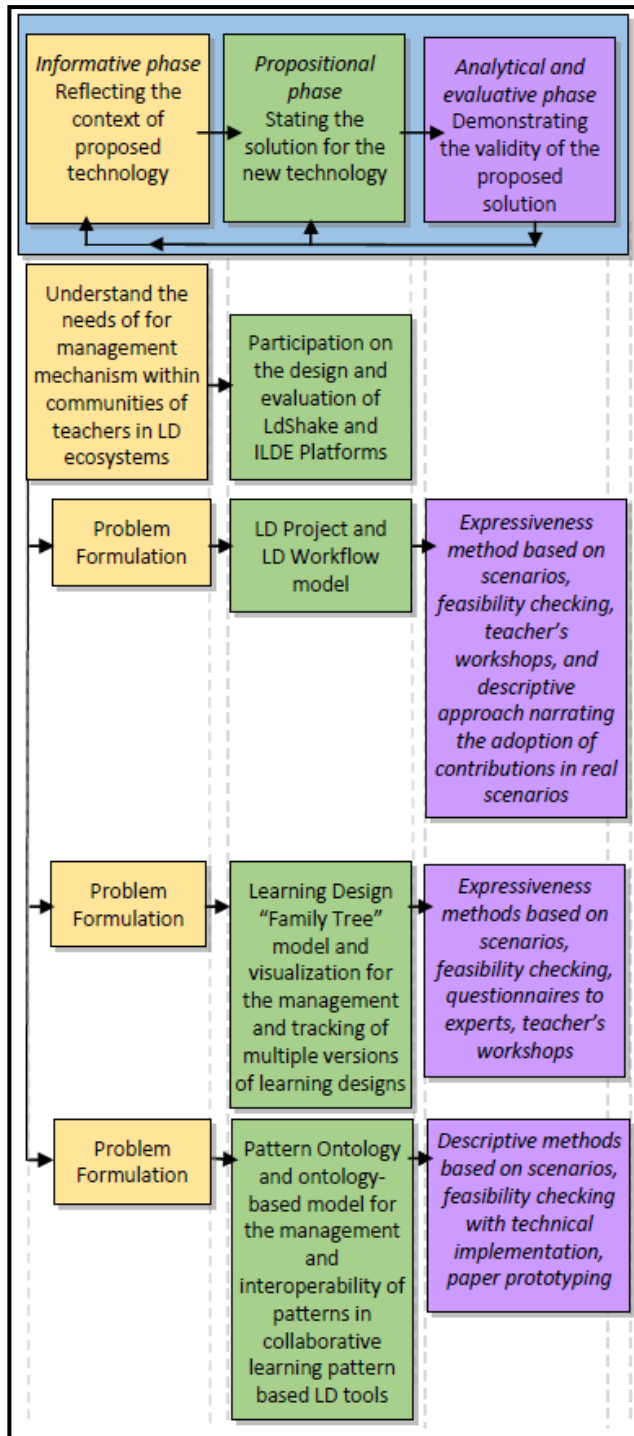 Informative phase
Reflecting the
context of
proposed
technology
Propositional
phase
Stating the
solution for the
new technology
Analytical and
evaluative phase
Demonstrating
the validity of the
proposed
solution
Understand the
needs of for
management
mechanism within
communities of
teachers in LD
ecosystems
Participation on
the design and
evaluation of
LdShake and
ILDE Platforms
Problem
Formulation
LD Project and
LD Workflow
model
Expressiveness
method based on
scenarios,
feasibility checking,
teacher's
workshops, and
descriptive
approach narrating
the adoption of
contributions in real
scenarios
Problem
Formulation
Learning Design
"Family Tree"
model and
visualization for
the management
and tracking of
multiple versions
of learning designs
Expressiveness
methods based on
scenarios,
feasibility checking,
questionnaires to
experts, teacher's
workshops
Problem
Formulation
Pattern Ontology
and ontology-
based model for
the management
and
interoperability of
patterns in
collaborative
learning pattern
based LD tools
Descriptive methods
based on scenarios,
feasibility checking
with technical
implementation,
paper prototyping